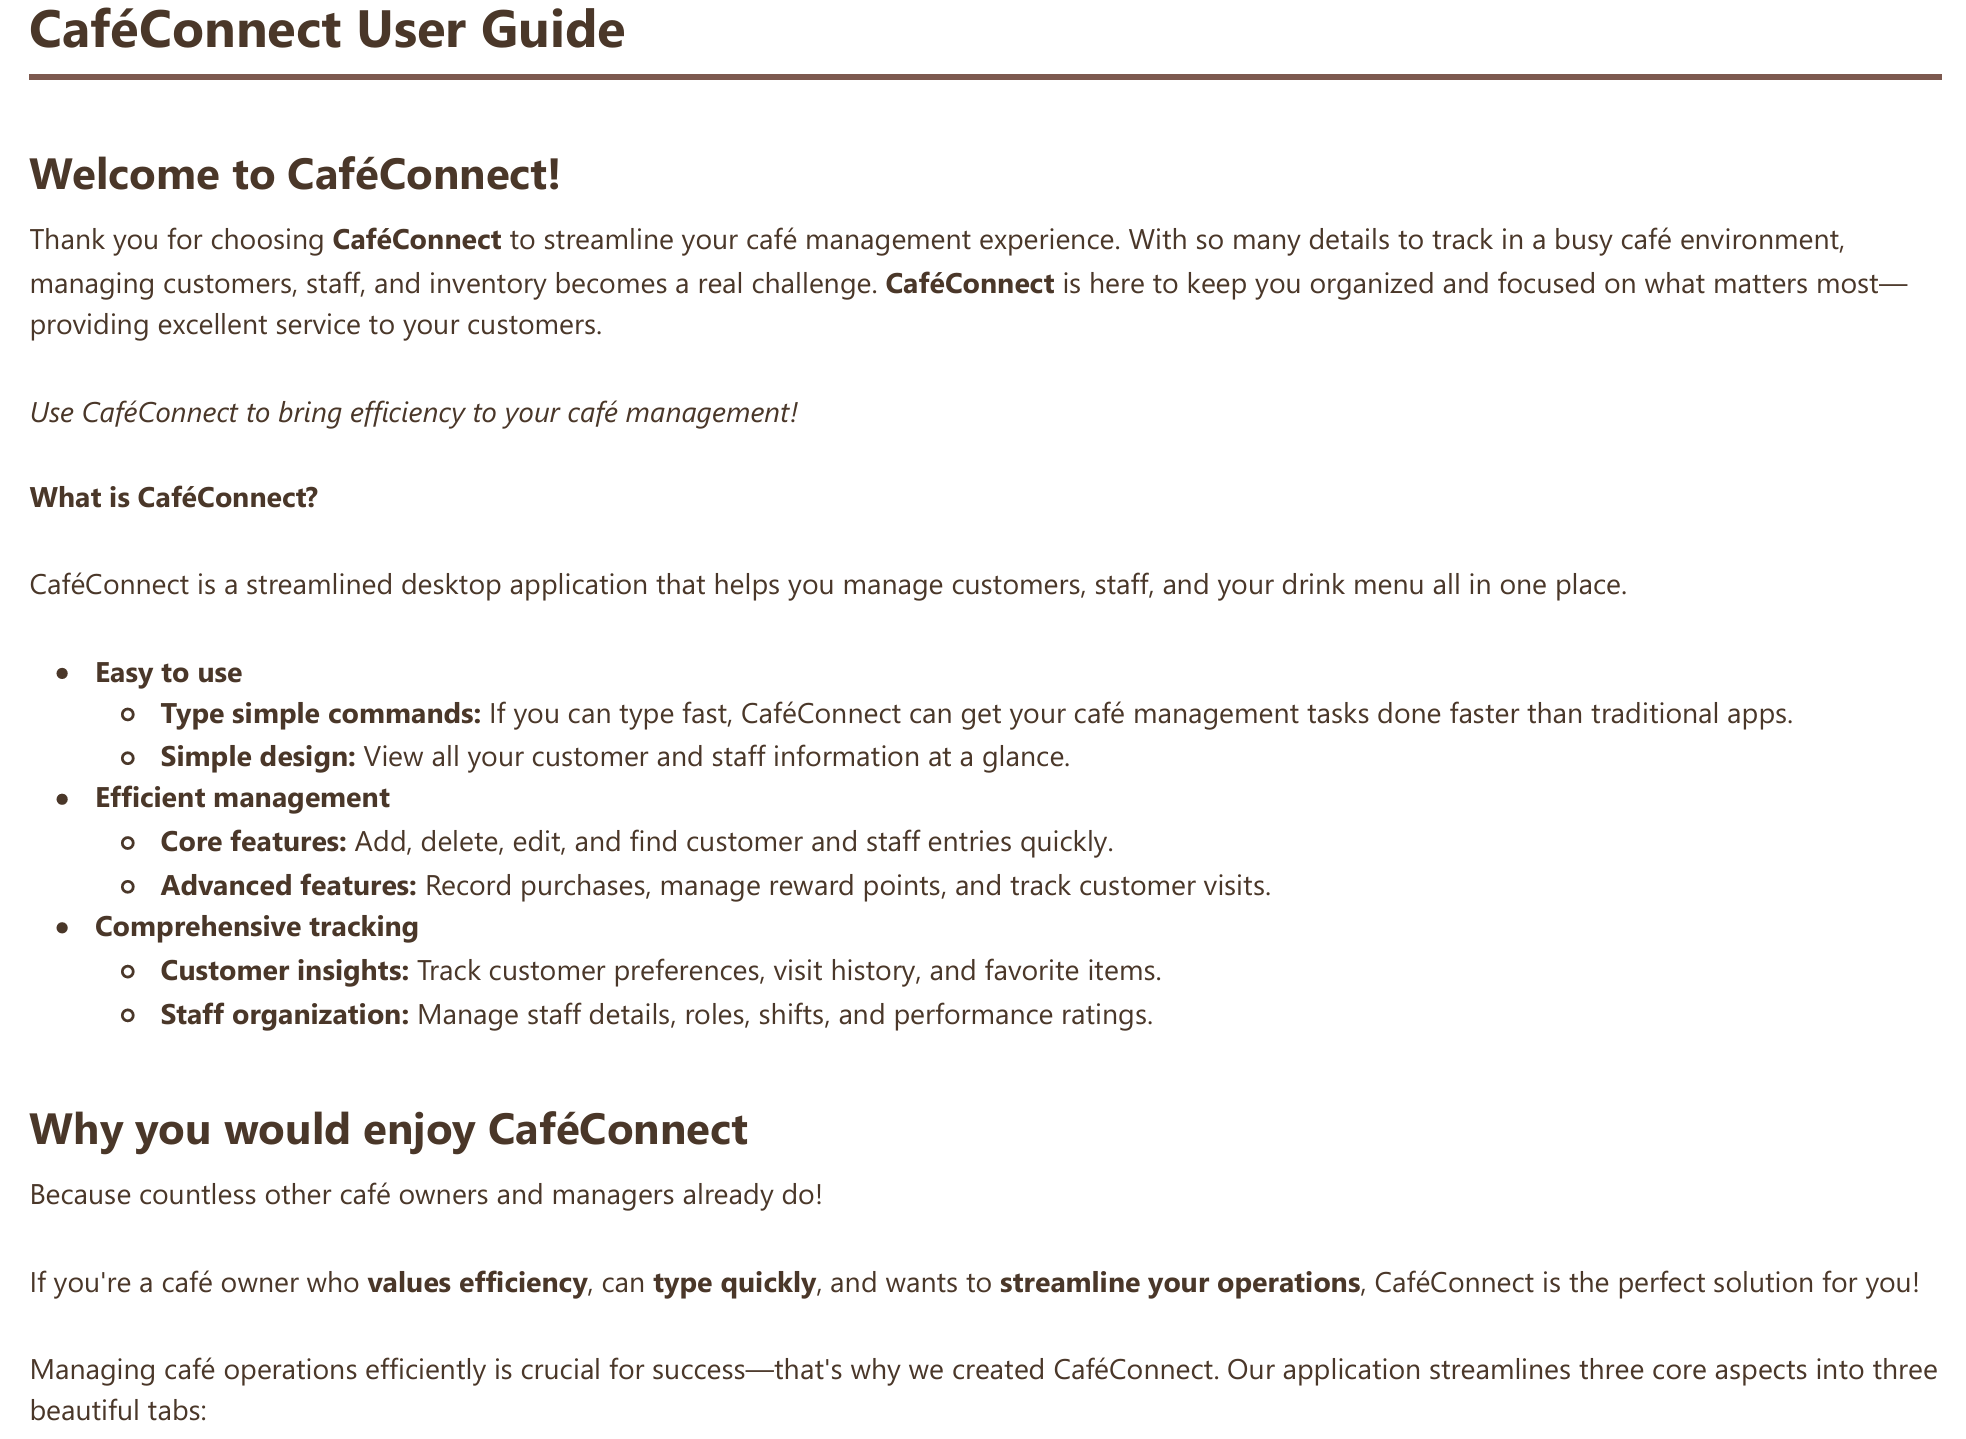 CaféConnect User Guide
Welcome to CaféConnect!
Thank you for choosing CaféConnect to streamline your café management experience. With so many details to track in a busy café environment,
managing customers, staff, and inventory becomes a real challenge. CaféConnect is here to keep you organized and focused on what matters most—
providing excellent service to your customers.
Use CaféConnect to bring efficiency to your café management!
What is CaféConnect?
CaféConnect is a streamlined desktop application that helps you manage customers, staff, and your drink menu all in one place.
• Easy to use
◦ Type simple commands: If you can type fast, CaféConnect can get your café management tasks done faster than traditional apps.
◦ Simple design: View all your customer and staff information at a glance.
• Efficient management
◦ Core features: Add, delete, edit, and find customer and staff entries quickly.
◦ Advanced features: Record purchases, manage reward points, and track customer visits.
• Comprehensive tracking
◦ Customer insights: Track customer preferences, visit history, and favorite items.
◦ Staff organization: Manage staff details, roles, shifts, and performance ratings.
Why you would enjoy CaféConnect
Because countless other café owners and managers already do!
If you're a café owner who values efficiency, can type quickly, and wants to streamline your operations, CaféConnect is the perfect solution for you!
Managing café operations efficiently is crucial for success—that's why we created CaféConnect. Our application streamlines three core aspects into three
beautiful tabs: